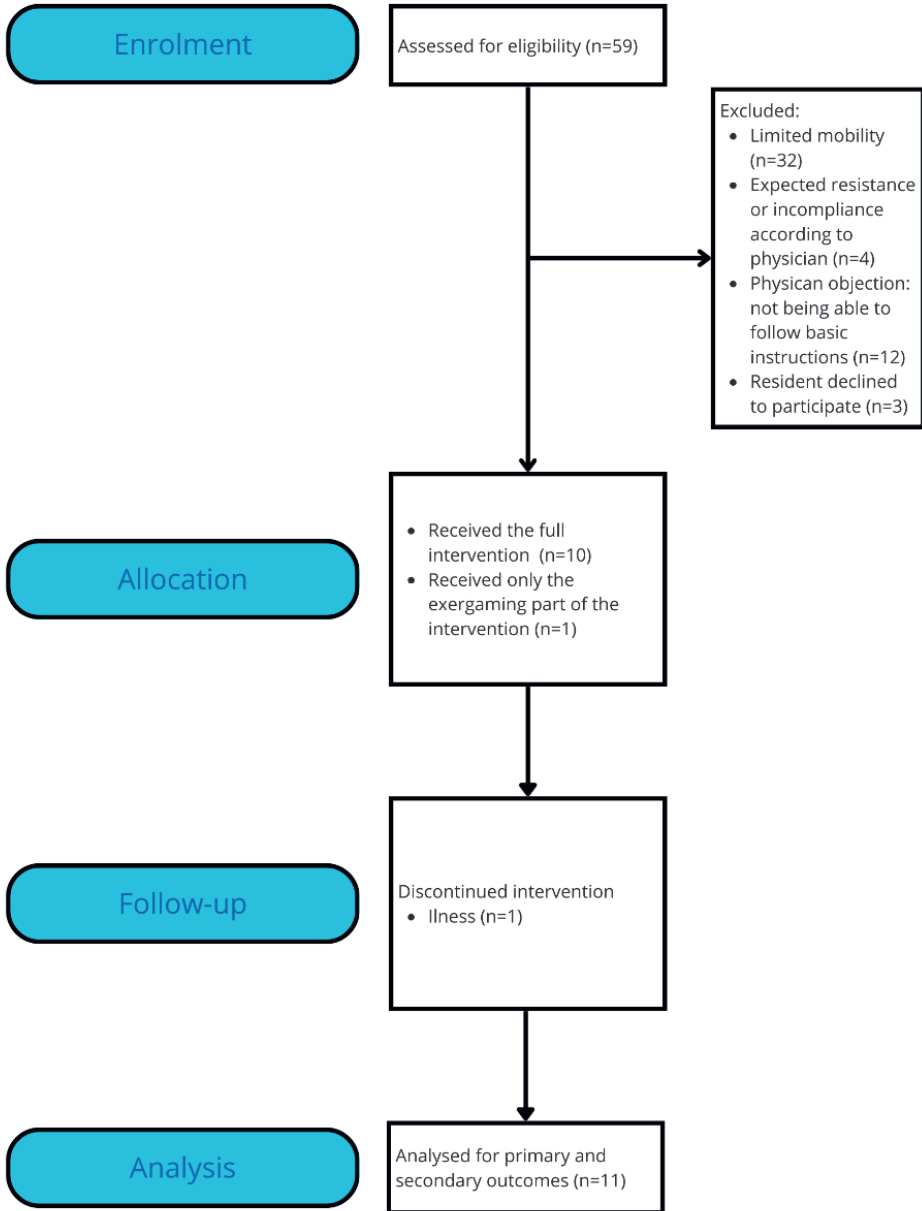 Enrolment
Assessed for eligibility (n=59)
Excluded:
• Limited mobility
(n=32)
• Expected resistance
or incompliance
according to
physician (n=4)
• Physican objection:
not being able to
follow basic
instructions (n=12)
• Resident declined
to participate (n=3)
Allocation
• Received the full
intervention (n=10)
• Received only the
exergaming part of the
intervention (n=1)
Follow-up
Discontinued intervention
• Ilness (n=1)
Analysis
Analysed for primary and
secondary outcomes (n=11)